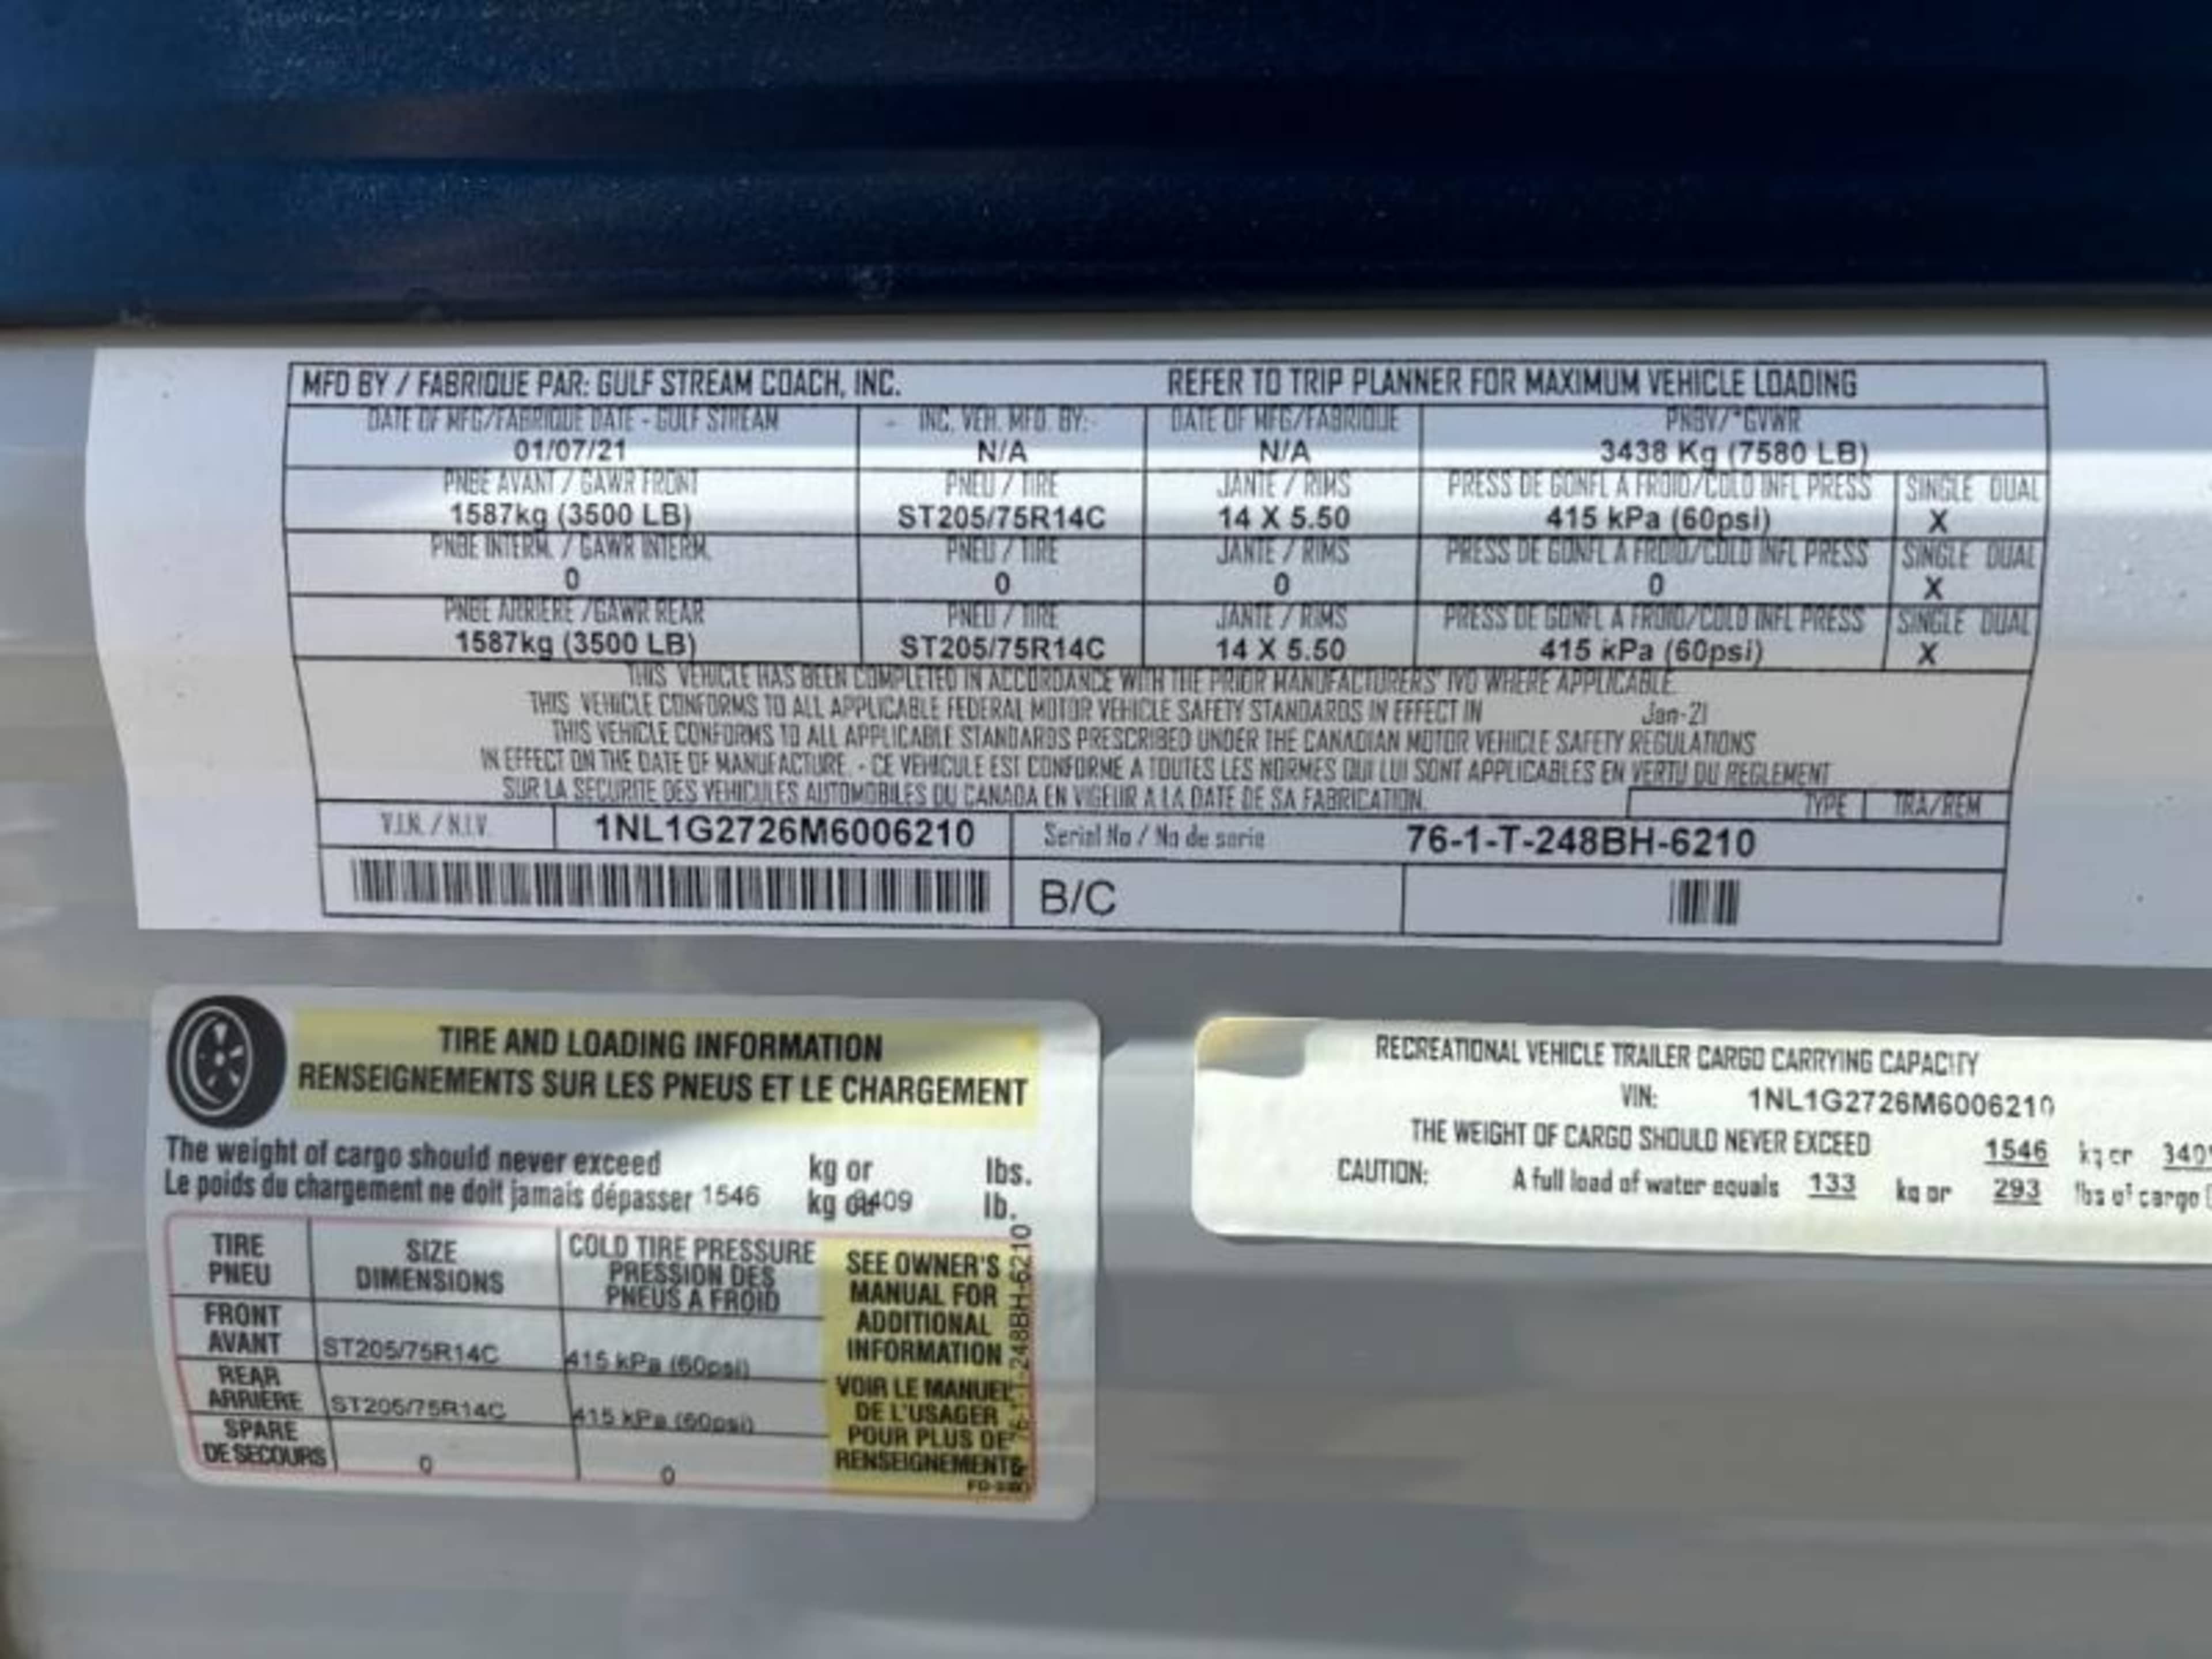 MFD BY / FABRIQUE PAR: GULF STREAM COACH, INC. REFER TO TRIP PLANNER FOR MAXIMUM VEHICLE LOADING
DATE OF MFG/FABRIQUE DATE - GULF STREAM - INC. VEH. MFD. BY:- DATE OF MFG/FABRIQUE PNBV/*GVWR
01/07/21 N/A N/A 3438 Kg (7580 LB)
PNBE AVANT / GAWR FRONT PNEU / TIRE JANTE / RIMS PRESS DE GONFL A FROID/COLD INFL PRESS SINGLE DUAL
1587kg (3500 LB) ST205/75R14C 14 X 5.50 415 kPa (60psi) X
PNBE INTERM. / GAWR INTERM. PNEU / TIRE JANTE / RIMS PRESS DE GONFL A FROID/COLD INFL PRESS SINGLE DUAL
0 0 0 0 X
PNBE ARRIERE /GAWR REAR PNEU / TIRE JANTE / RIMS PRESS DE GONFL A FROID/COLD INFL PRESS SINGLE DUAL
1587kg (3500 LB) ST205/75R14C 14 X 5.50 415 kPa (60psi) X
THIS VEHICLE HAS BEEN COMPLETED IN ACCORDANCE WITH THE PRIOR MANUFACTURERS' IVD WHERE APPLICABLE.
THIS VEHICLE CONFORMS TO ALL APPLICABLE FEDERAL MOTOR VEHICLE SAFETY STANDARDS IN EFFECT IN Jan-21
THIS VEHICLE CONFORMS TO ALL APPLICABLE STANDARDS PRESCRIBED UNDER THE CANADIAN MOTOR VEHICLE SAFETY REGULATIONS
IN EFFECT ON THE DATE OF MANUFACTURE. - CE VEHICULE EST CONFORME A TOUTES LES NORMES QUI LUI SONT APPLICABLES EN VERTU DU REGLEMENT
SUR LA SECURITE DES VEHICULES AUTOMOBILES DU CANADA EN VIGEUR A LA DATE DE SA FABRICATION.
TYPE TRA/REM
V.I.N. / N.I.V. 1NL1G2726M6006210 Serial No / No de serie 76-1-T-248BH-6210
B/C
TIRE AND LOADING INFORMATION
RENSEIGNEMENTS SUR LES PNEUS ET LE CHARGEMENT
The weight of cargo should never exceed kg or lbs.
Le poids du chargement ne doit jamais dépasser 1546 kg ou 3409 lb.
TIRE
PNEU
SIZE
DIMENSIONS
COLD TIRE PRESSURE
PRESSION DES
PNEUS A FROID
FRONT
AVANT
ST205/75R14C 415 kPa (60psi)
REAR
ARRIERE
ST205/75R14C 415 kPa (60psi)
SPARE
DE SECOURS
0 0
SEE OWNER'S
MANUAL FOR
ADDITIONAL
INFORMATION
VOIR LE MANUEL
DE L'USAGER
POUR PLUS DE
RENSEIGNEMENTS
76-1-T-248BH-6210
RECREATIONAL VEHICLE TRAILER CARGO CARRYING CAPACITY
VIN: 1NL1G2726M6006210
THE WEIGHT OF CARGO SHOULD NEVER EXCEED 1546 kg or
CAUTION: A full load of water equals 133 kg or 293 lbs of cargo